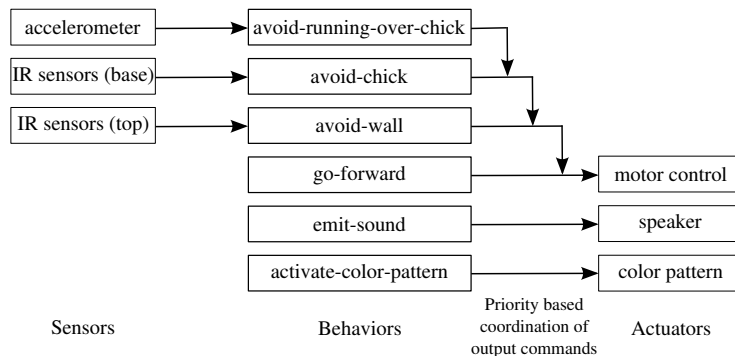 accelerometer
avoid-running-over-chick
IR sensors (base)
avoid-chick
IR sensors (top)
avoid-wall
go-forward
motor control
emit-sound
speaker
activate-color-pattern
color pattern
Sensors
Behaviors
Priority based
coordination of
output commands
Actuators